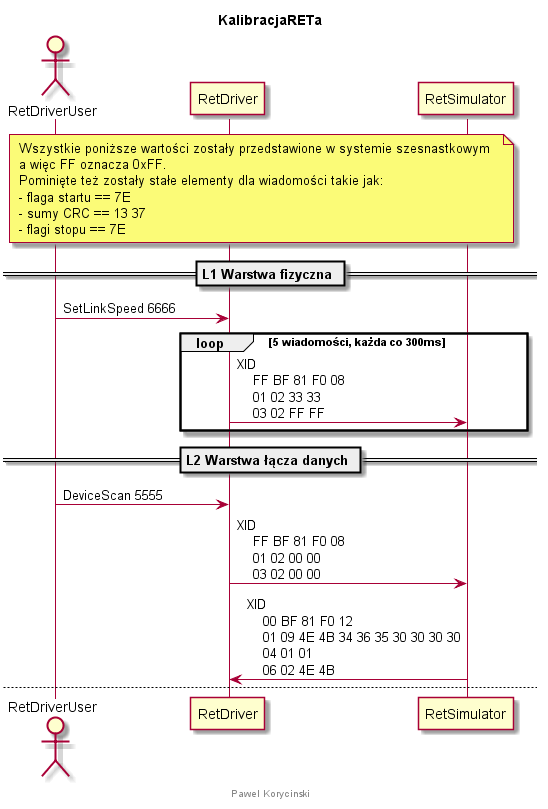 KalibracjaRETa
RetDriverUser
RetDriver
RetSimulator
Wszystkie poniższe wartości zostały przedstawione w systemie szesnastkowym
a więc FF oznacza 0xFF.
Pominięte też zostały stałe elementy dla wiadomości takie jak:
- flaga startu == 7E
- sumy CRC == 13 37
- flagi stopu == 7E
L1 Warstwa fizyczna
SetLinkSpeed 6666
loop [5 wiadomości, każda co 300ms]
XID
FF BF 81 F0 08
01 02 33 33
03 02 FF FF
L2 Warstwa łącza danych
DeviceScan 5555
XID
FF BF 81 F0 08
01 02 00 00
03 02 00 00
XID
00 BF 81 F0 12
01 09 4E 4B 34 36 35 30 30 30 30
04 01 01
06 02 4E 4B
RetDriverUser
RetDriver
RetSimulator
Pawel Korycinski